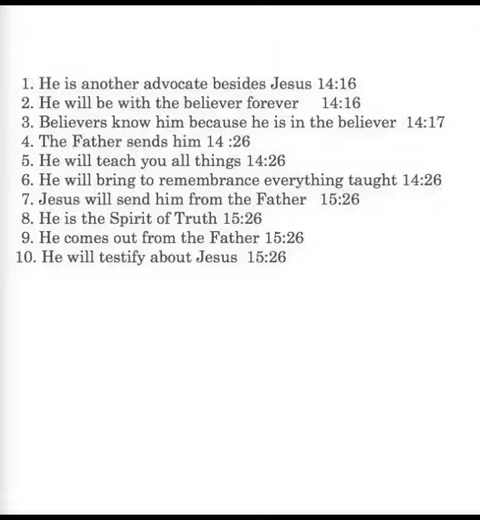 1. He is another advocate besides Jesus 14:16
2. He will be with the believer forever 14:16
3. Believers know him because he is in the believer 14:17
4. The Father sends him 14 :26
5. He will teach you all things 14:26
6. He will bring to remembrance everything taught 14:26
7. Jesus will send him from the Father 15:26
8. He is the Spirit of Truth 15:26
9. He comes out from the Father 15:26
10. He will testify about Jesus 15:26